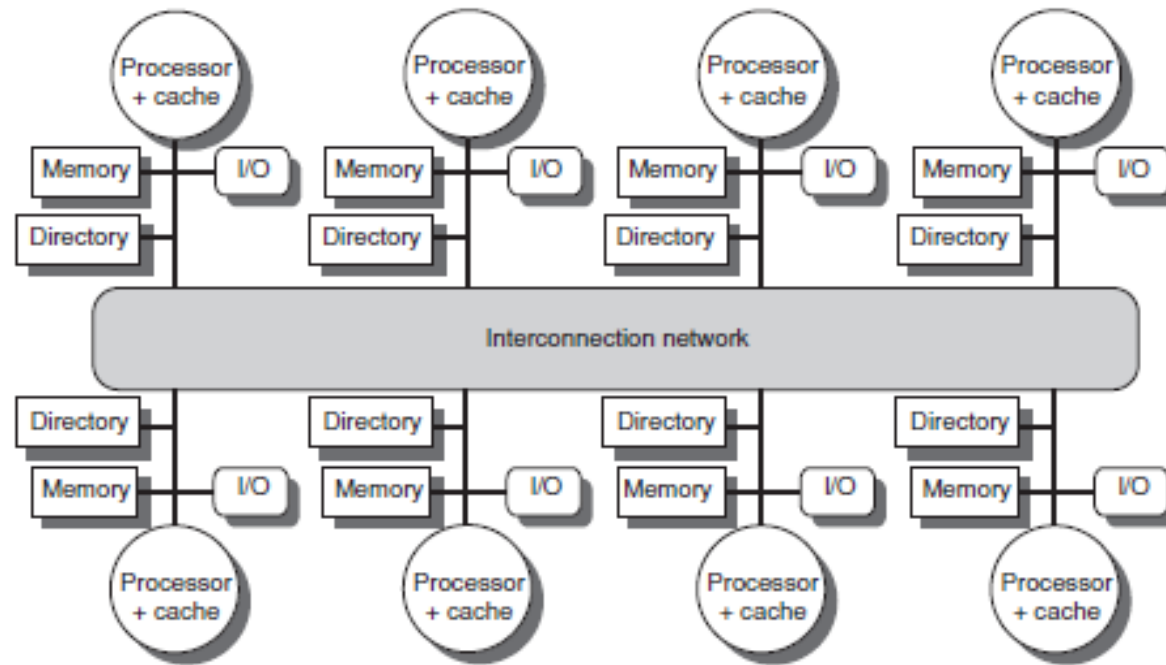 Processor
+ cache
Processor
+ cache
Processor
+ cache
Processor
+ cache
Memory
I/O
Memory
I/O
Memory
I/O
Memory
I/O
Directory
Directory
Directory
Directory
Interconnection network
Directory
Directory
Directory
Directory
Memory
I/O
Memory
I/O
Memory
I/O
Memory
I/O
Processor
+ cache
Processor
+ cache
Processor
+ cache
Processor
+ cache